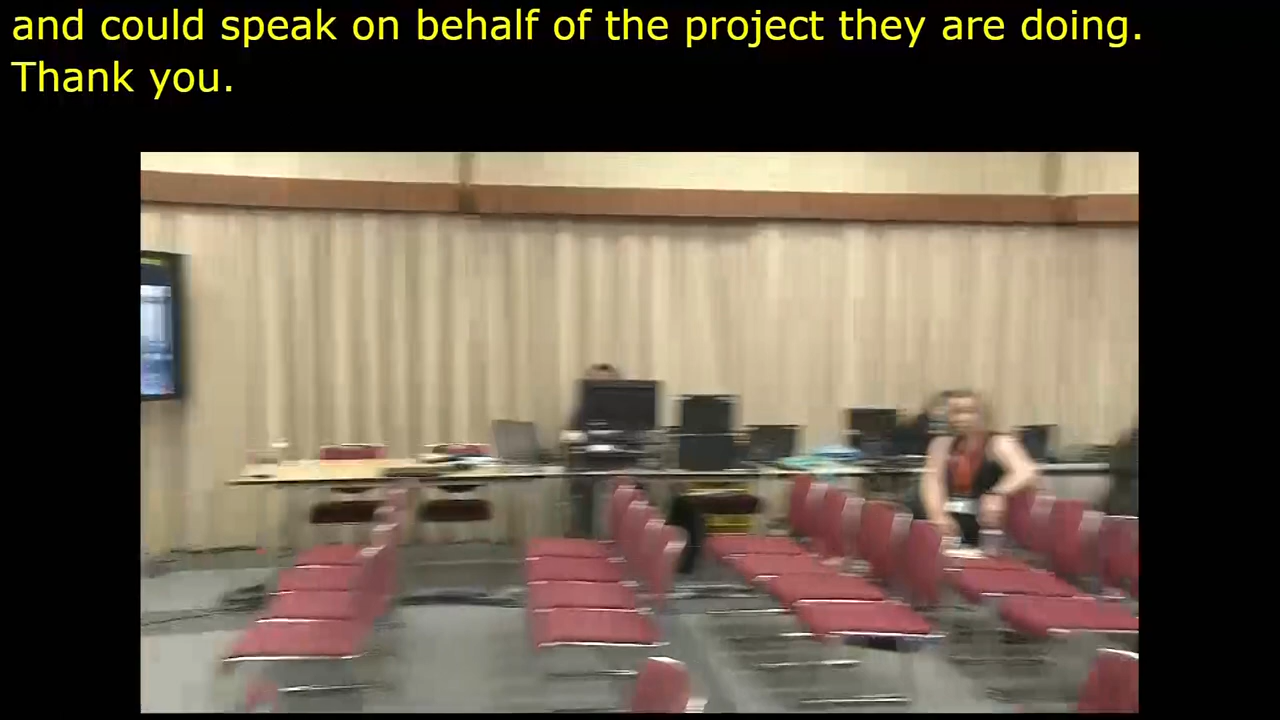 and could speak on behalf of the project they are doing.
Thank you.